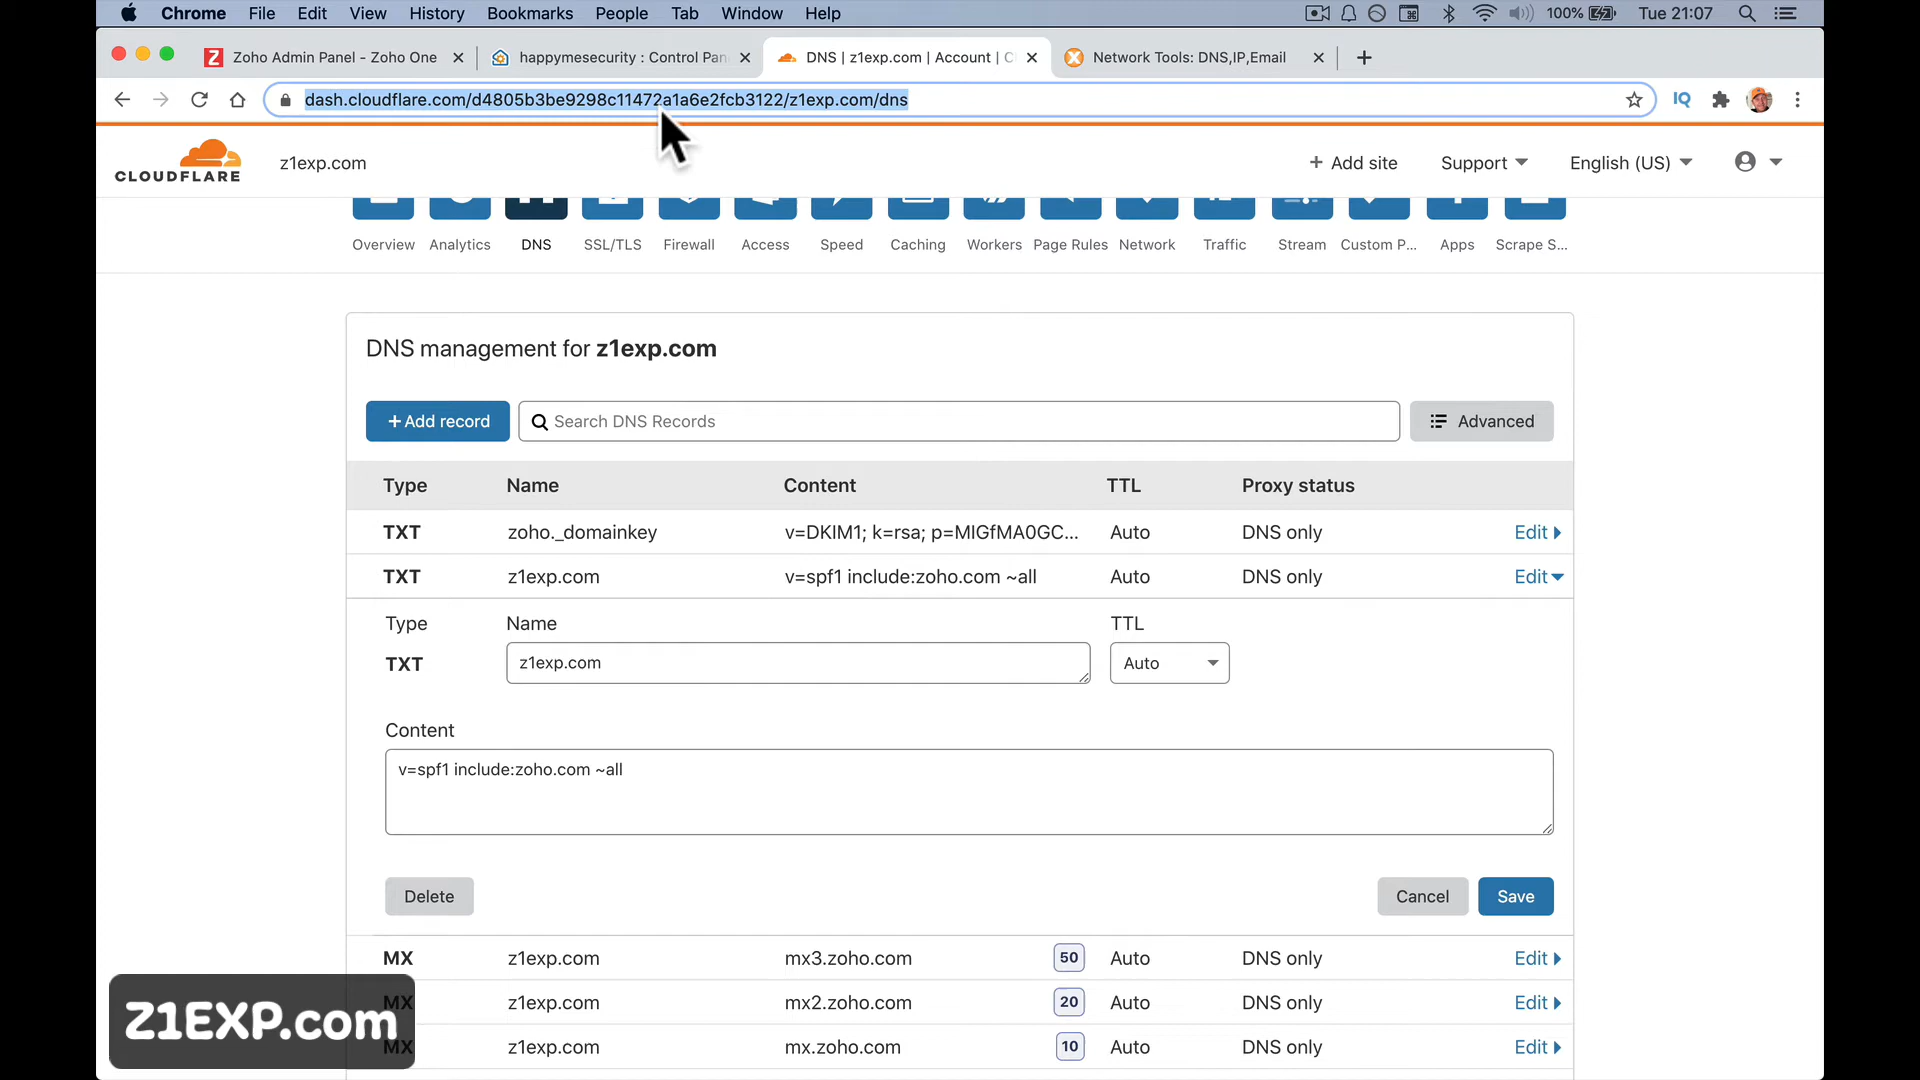 Chrome File Edit View History Bookmarks People Tab Window Help 100% Tue 21:07
Zoho Admin Panel - Zoho One happymesecurity : Control Pan DNS | z1exp.com | Account | C Network Tools: DNS,IP,Email
dash.cloudflare.com/d4805b3be9298c11472a1a6e2fcb3122/z1exp.com/dns IQ
CLOUDFLARE z1exp.com + Add site Support English (US)
Overview Analytics DNS SSL/TLS Firewall Access Speed Caching Workers Page Rules Network Traffic Stream Custom P... Apps Scrape S...
DNS management for z1exp.com
+ Add record Search DNS Records Advanced
Type Name Content TTL Proxy status
TXT zoho._domainkey v=DKIM1; k=rsa; p=MIGfMA0GC... Auto DNS only Edit
TXT z1exp.com v=spf1 include:zoho.com ~all Auto DNS only Edit
Type Name TTL
TXT z1exp.com Auto
Content
v=spf1 include:zoho.com ~all
Delete Cancel Save
MX z1exp.com mx3.zoho.com 50 Auto DNS only Edit
MX z1exp.com mx2.zoho.com 20 Auto DNS only Edit
MX z1exp.com mx.zoho.com 10 Auto DNS only Edit
Z1EXP.com